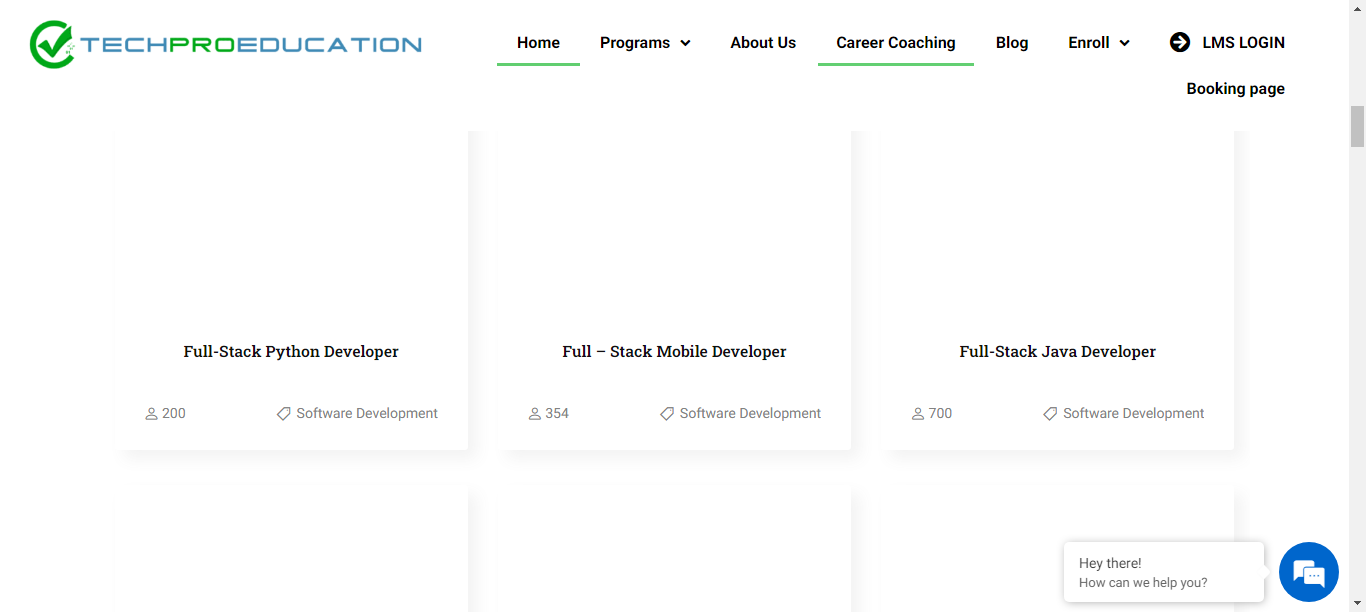 TECHPROEDUCATION
Home Programs About Us Career Coaching Blog Enroll LMS LOGIN
Booking page
Full-Stack Python Developer
200 Software Development
Full – Stack Mobile Developer
354 Software Development
Full-Stack Java Developer
700 Software Development
Hey there!
How can we help you?